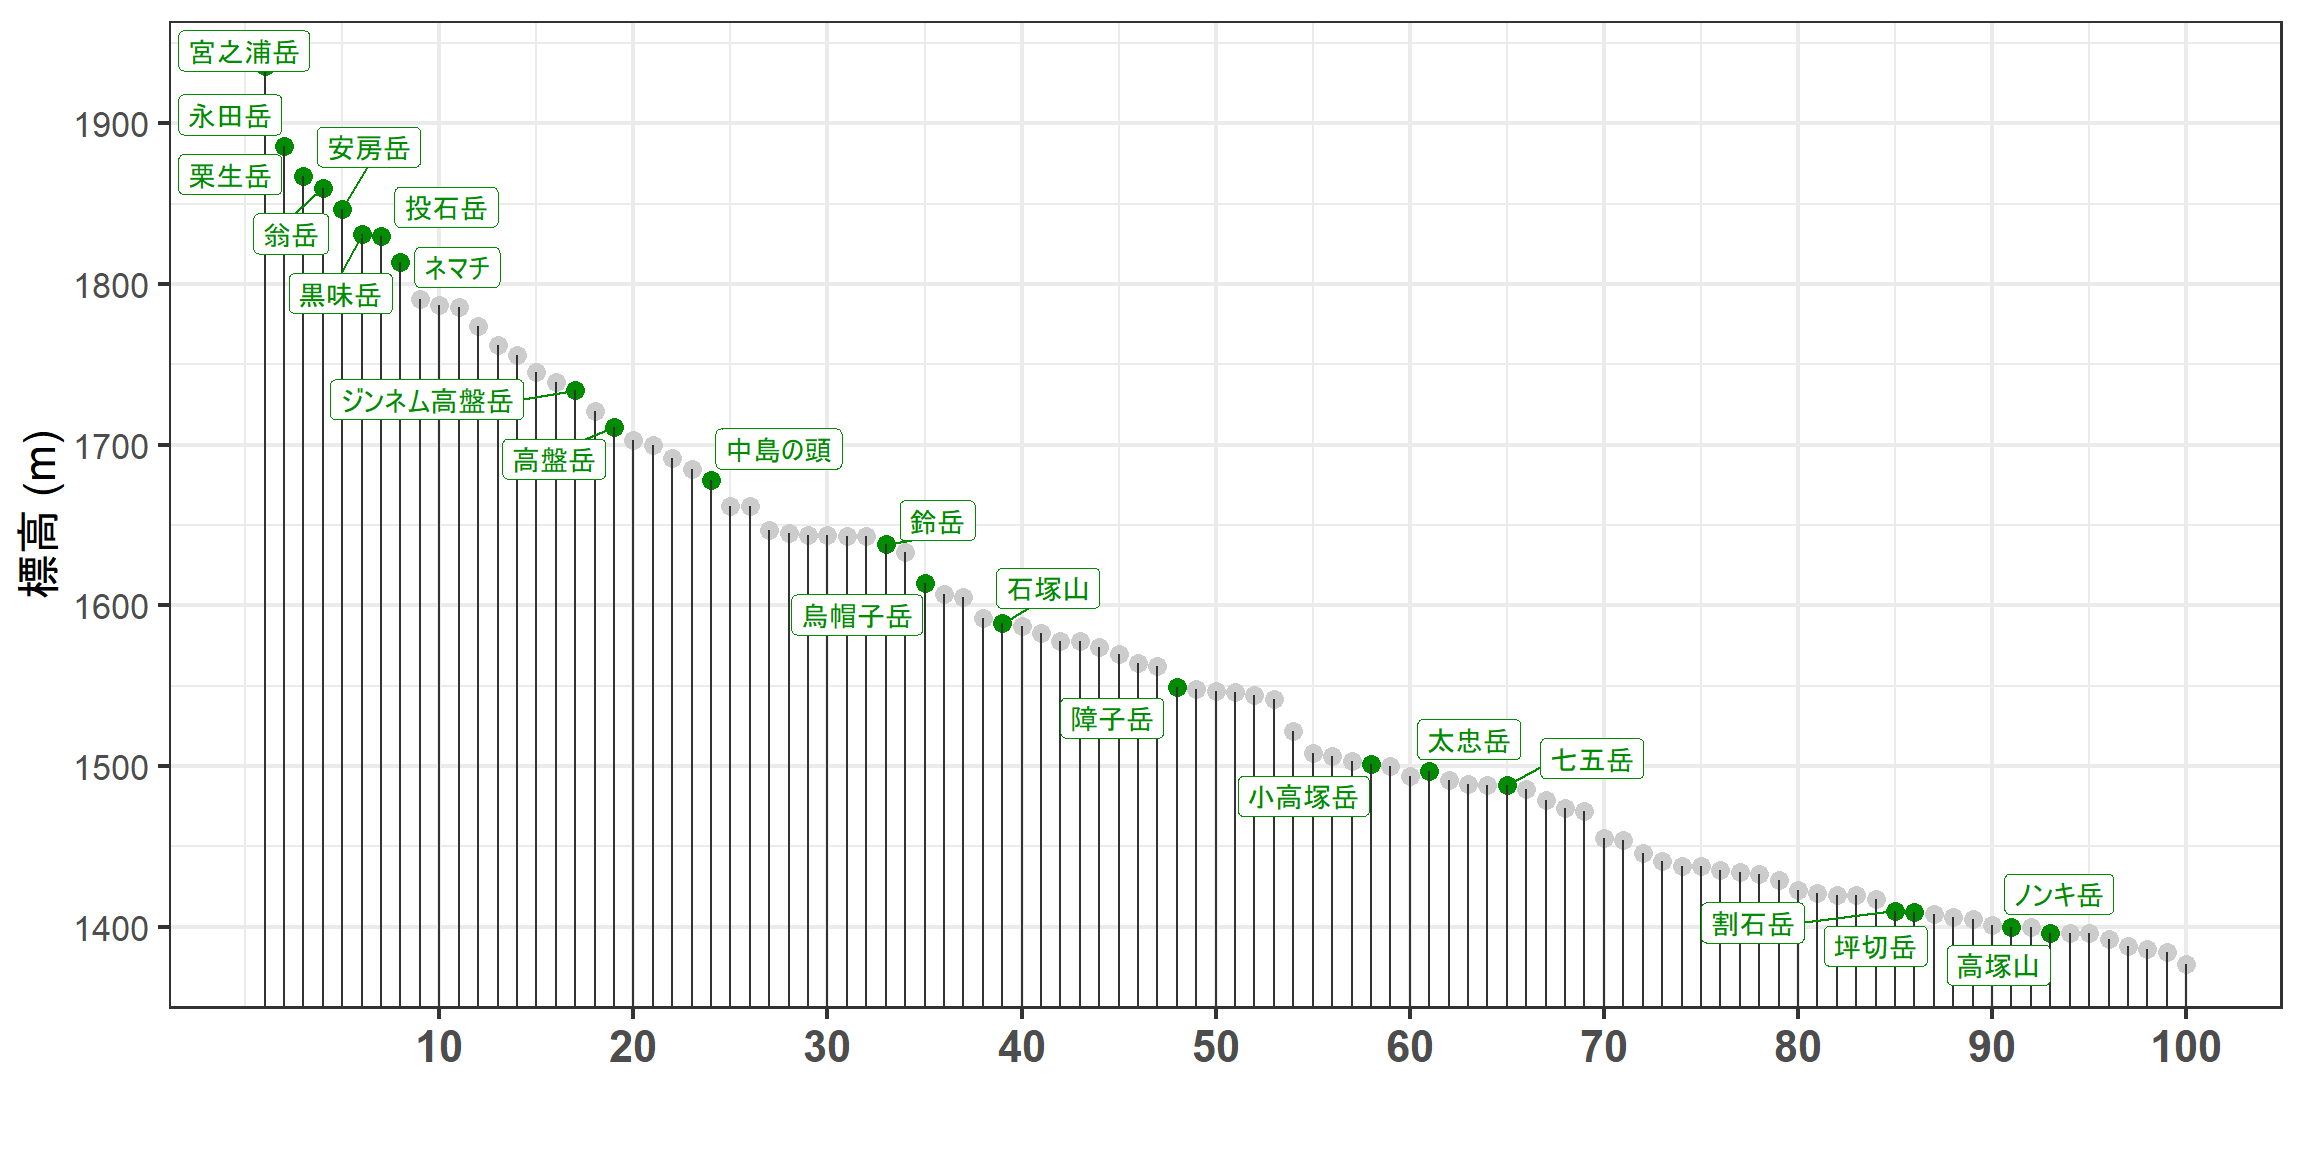 宮之浦岳
永田岳
安房岳
栗生岳
投石岳
翁岳
ネマチ
黒味岳
ジンネム高盤岳
高盤岳
中島の頭
鈴岳
烏帽子岳
石塚山
障子岳
太忠岳
七五岳
小高塚岳
ノンキ岳
割石岳
坪切岳
高塚山
標高 (m)
1900
1800
1700
1600
1500
1400
10 20 30 40 50 60 70 80 90 100